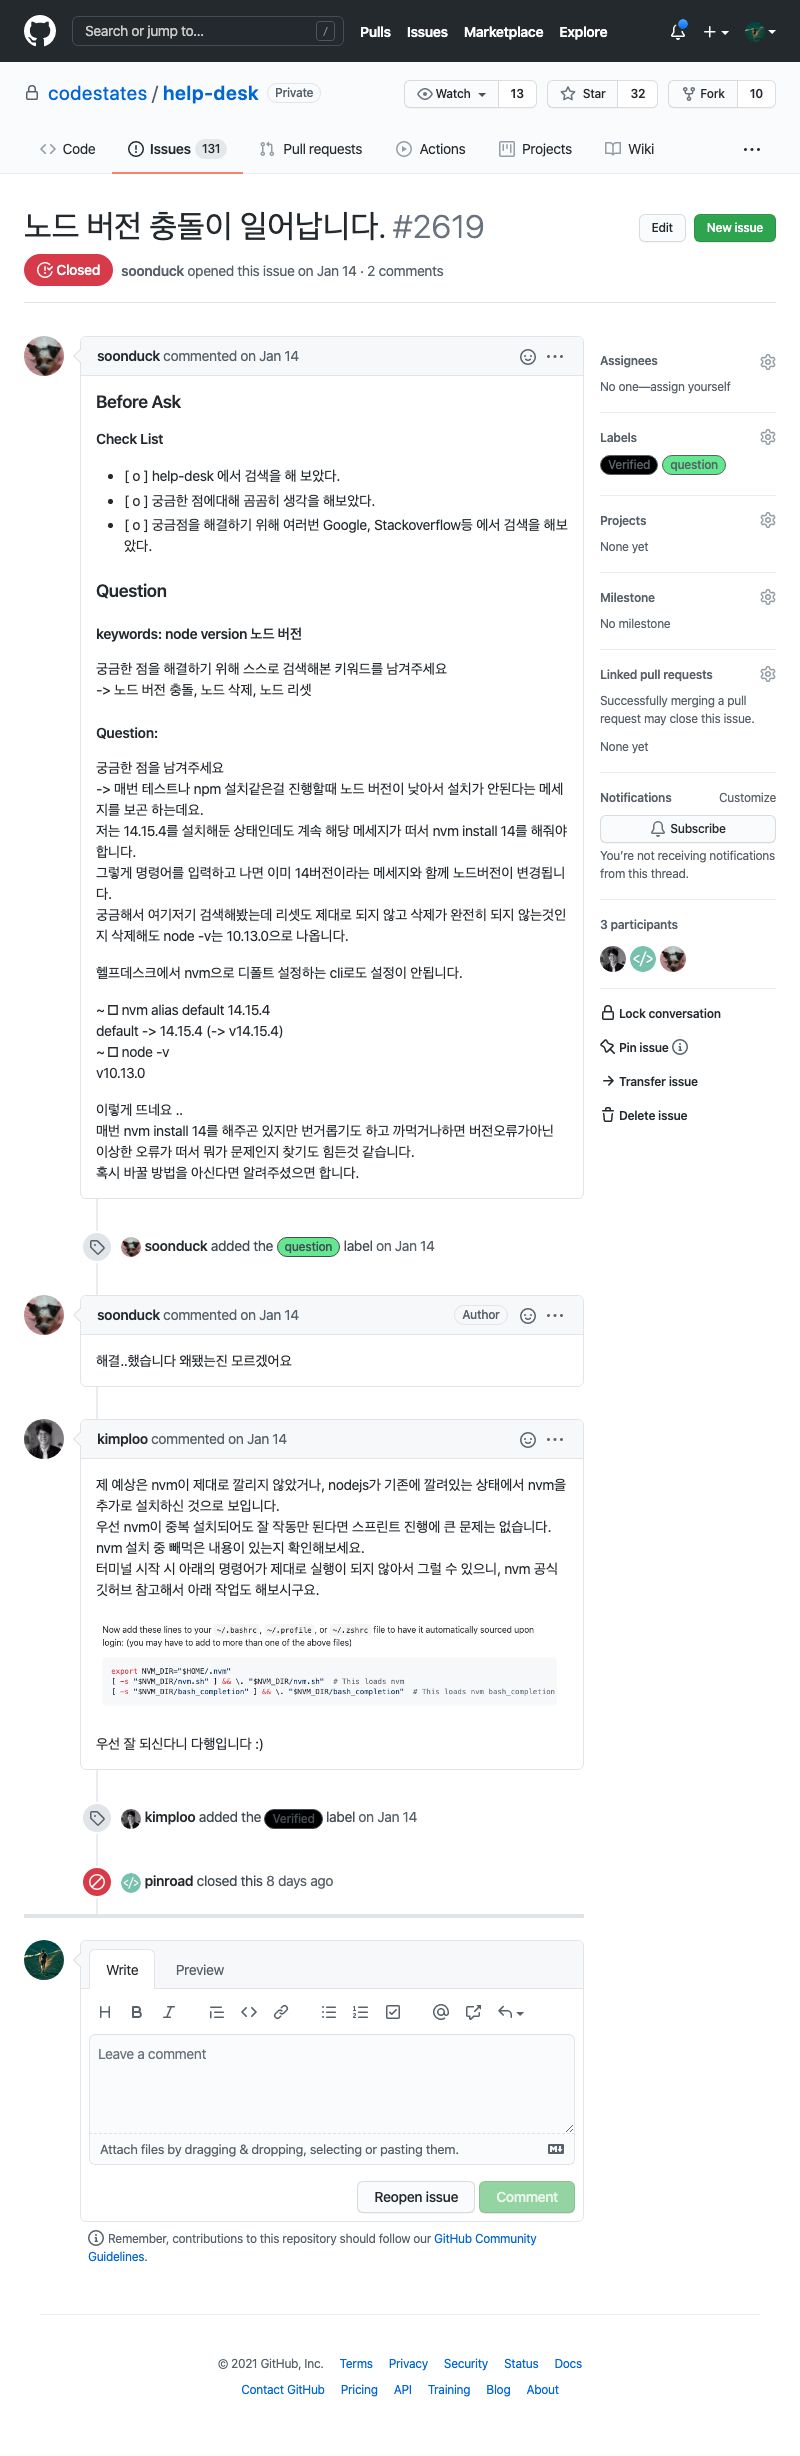 Search or jump to...
/
Pulls
Issues
Marketplace
Explore
codestates / help-desk
Private
Watch
13
Star
32
Fork
10
Code
Issues 131
Pull requests
Actions
Projects
Wiki
노드 버전 충돌이 일어납니다. #2619
Edit
New issue
Closed
soonduck opened this issue on Jan 14 · 2 comments
soonduck commented on Jan 14
Before Ask
Check List
• [ o ] help-desk 에서 검색을 해 보았다.
• [ o ] 궁금한 점에대해 곰곰히 생각을 해보았다.
• [ o ] 궁금점을 해결하기 위해 여러번 Google, Stackoverflow등 에서 검색을 해보
았다.
Question
keywords: node version 노드 버전
궁금한 점을 해결하기 위해 스스로 검색해본 키워드를 남겨주세요
-> 노드 버전 충돌, 노드 삭제, 노드 리셋
Question:
궁금한 점을 남겨주세요
-> 매번 테스트나 npm 설치같은걸 진행할때 노드 버전이 낮아서 설치가 안된다는 메세
지를 보곤 하는데요.
저는 14.15.4를 설치해둔 상태인데도 계속 해당 메세지가 떠서 nvm install 14를 해줘야
합니다.
그렇게 명령어를 입력하고 나면 이미 14버전이라는 메세지와 함께 노드버전이 변경됩니
다.
궁금해서 여기저기 검색해봤는데 리셋도 제대로 되지 않고 삭제가 완전히 되지 않는것인
지 삭제해도 node -v는 10.13.0으로 나옵니다.
헬프데스크에서 nvm으로 디폴트 설정하는 cli로도 설정이 안됩니다.
~ □ nvm alias default 14.15.4
default -> 14.15.4 (-> v14.15.4)
~ □ node -v
v10.13.0
이렇게 뜨네요 ..
매번 nvm install 14를 해주곤 있지만 번거롭기도 하고 까먹거나하면 버전오류가아닌
이상한 오류가 떠서 뭐가 문제인지 찾기도 힘든것 같습니다.
혹시 바꿀 방법을 아신다면 알려주셨으면 합니다.
Assignees
No one—assign yourself
Labels
Verified
question
Projects
None yet
Milestone
No milestone
Linked pull requests
Successfully merging a pull
request may close this issue.
None yet
Notifications
Customize
Subscribe
You're not receiving notifications
from this thread.
3 participants
Lock conversation
Pin issue
Transfer issue
Delete issue
soonduck added the question label on Jan 14
soonduck commented on Jan 14
Author
해결..했습니다 왜됐는진 모르겠어요
kimploo commented on Jan 14
제 예상은 nvm이 제대로 깔리지 않았거나, nodejs가 기존에 깔려있는 상태에서 nvm을
추가로 설치하신 것으로 보입니다.
우선 nvm이 중복 설치되어도 잘 작동만 된다면 스프린트 진행에 큰 문제는 없습니다.
nvm 설치 중 빼먹은 내용이 있는지 확인해보세요.
터미널 시작 시 아래의 명령어가 제대로 실행이 되지 않아서 그럴 수 있으니, nvm 공식
깃허브 참고해서 아래 작업도 해보시구요.
Now add these lines to your ~/.bashrc, ~/.profile, or ~/.zshrc file to have it automatically sourced upon
login: (you may have to add to more than one of the above files)
export NVM_DIR="$HOME/.nvm"
[ -s "$NVM_DIR/nvm.sh" ] && \. "$NVM_DIR/nvm.sh"  # This loads nvm
[ -s "$NVM_DIR/bash_completion" ] && \. "$NVM_DIR/bash_completion"  # This loads nvm bash_completion
우선 잘 되신다니 다행입니다 :)
kimploo added the Verified label on Jan 14
pinroad closed this 8 days ago
Write
Preview
Leave a comment
Attach files by dragging & dropping, selecting or pasting them.
Reopen issue
Comment
Remember, contributions to this repository should follow our GitHub Community
Guidelines.
© 2021 GitHub, Inc.
Terms
Privacy
Security
Status
Docs
Contact GitHub
Pricing
API
Training
Blog
About